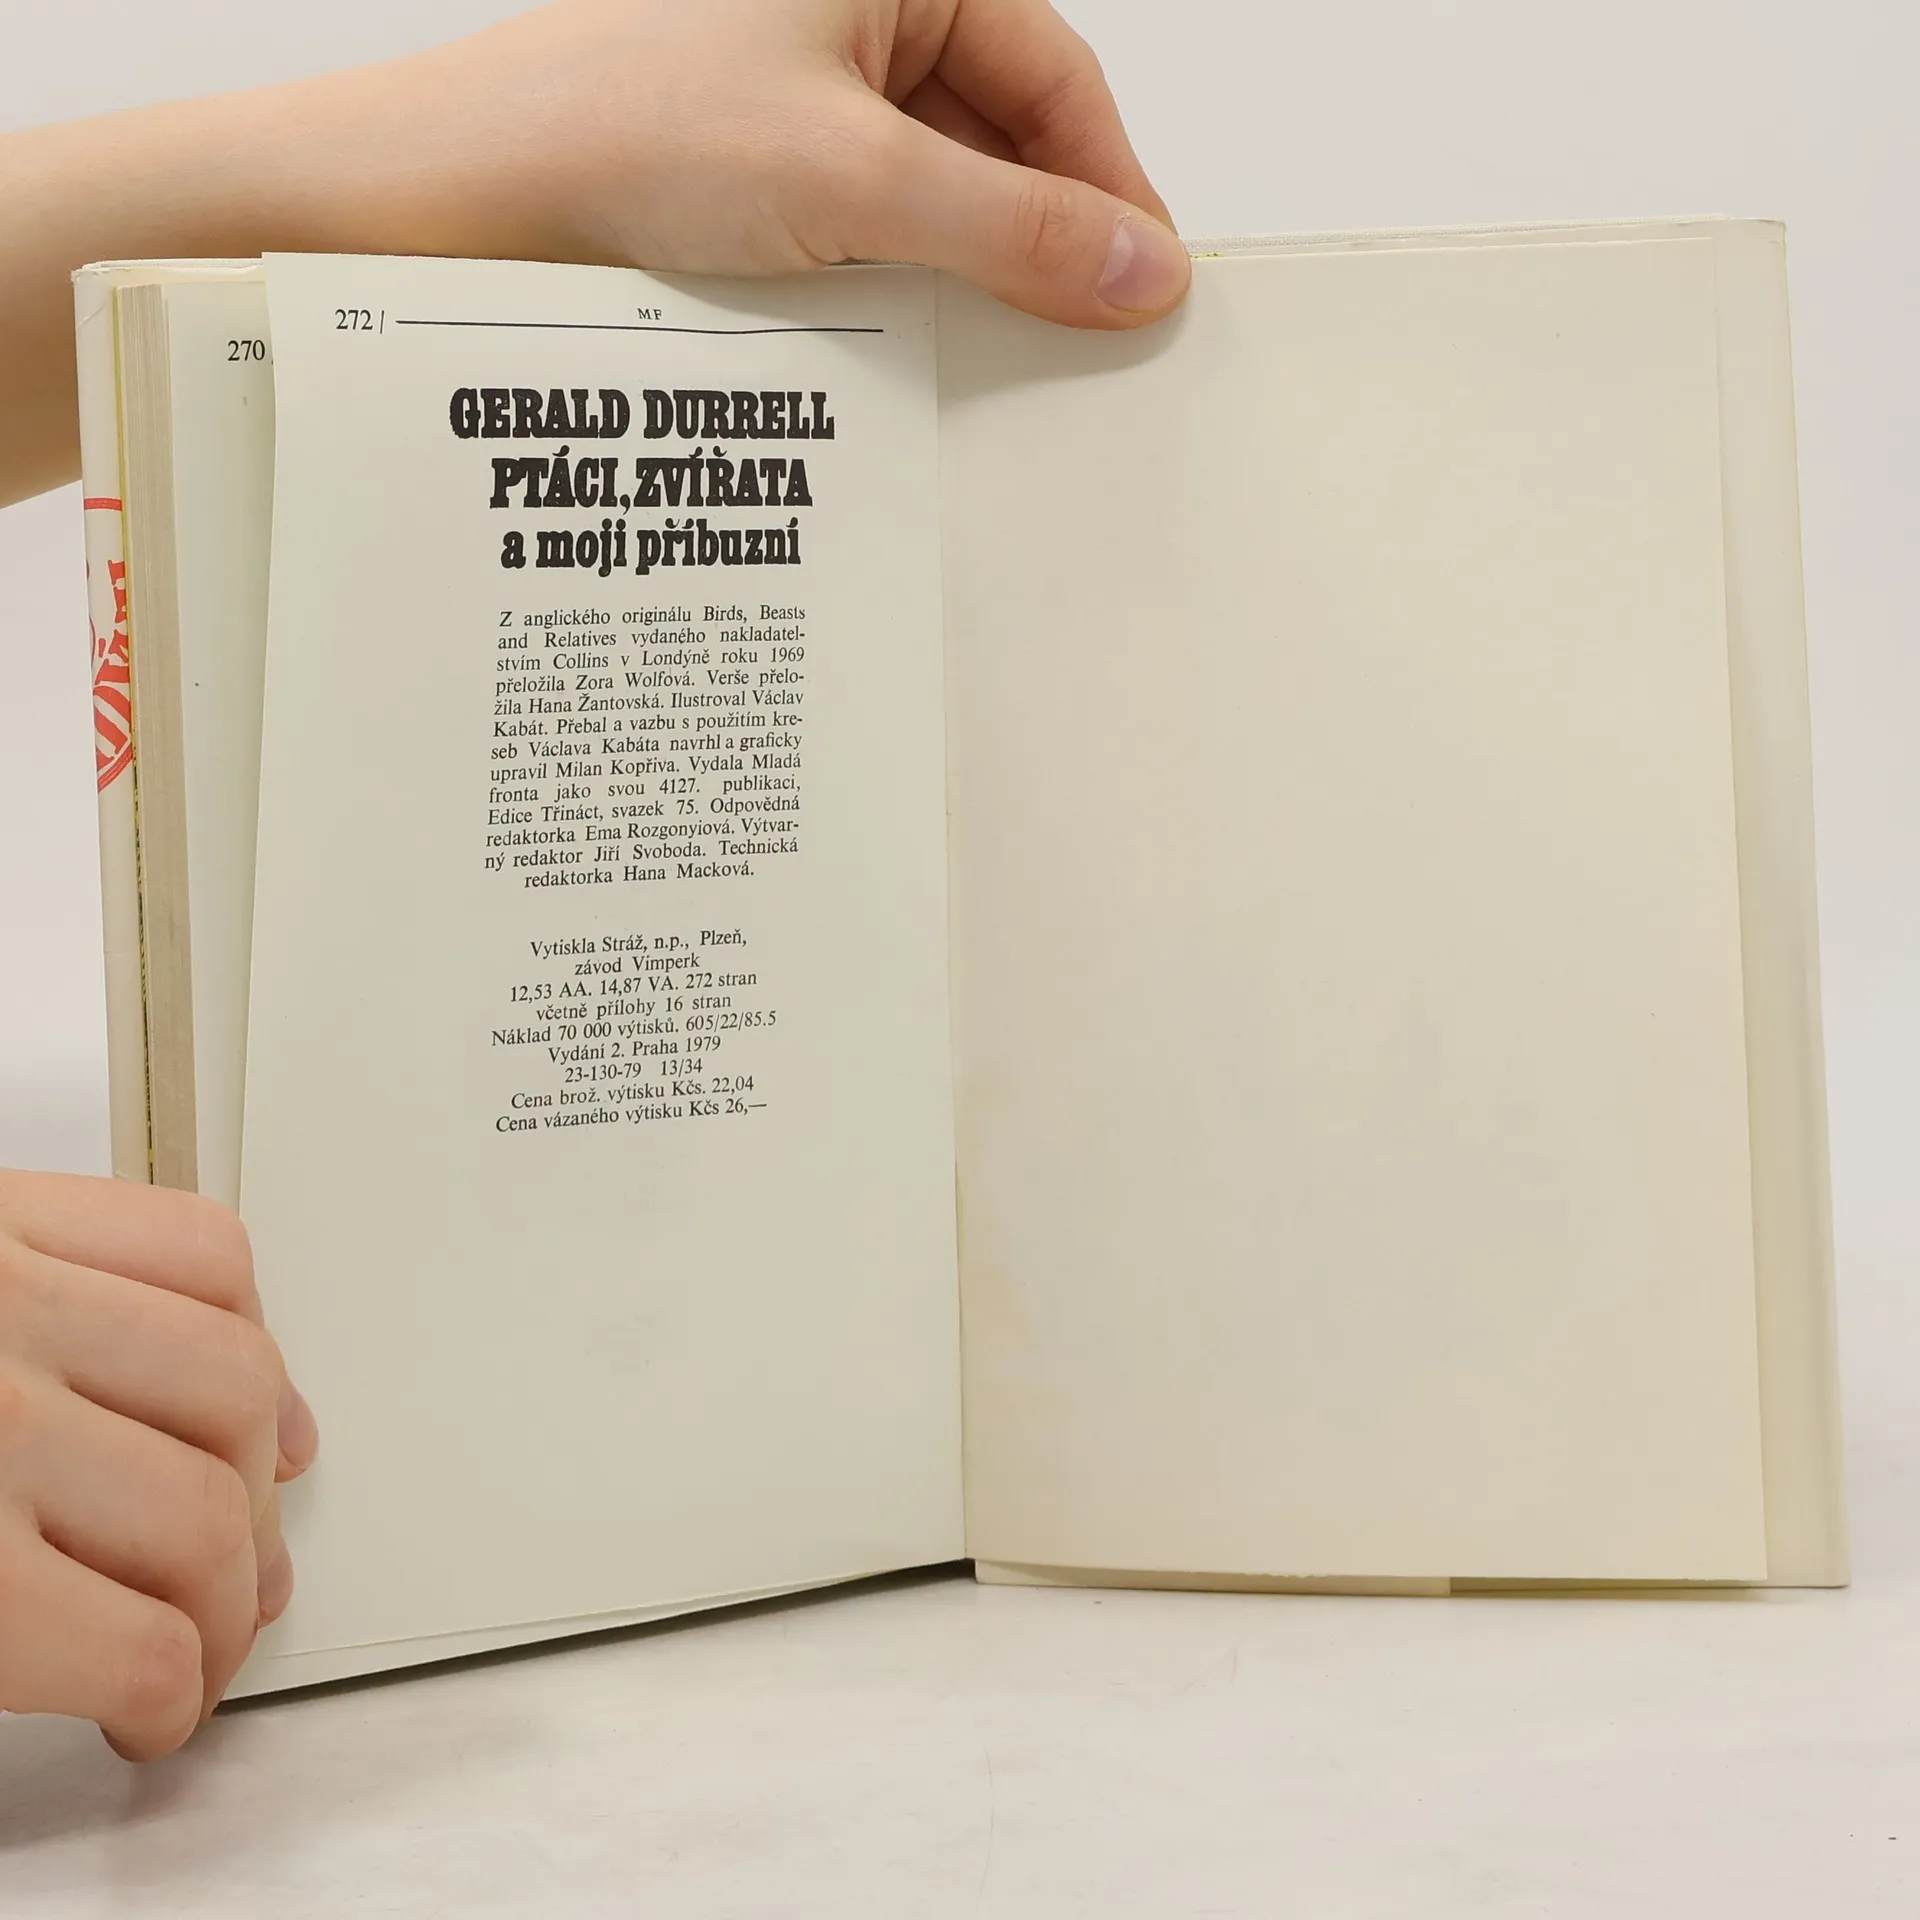 270
272 /
MF
GERALD DURRELL
PTÁCI, ZVÍŘATA
a moji příbuzní
Z anglického originálu Birds, Beasts
and Relatives vydaného nakladatel-
stvím Collins v Londýně roku 1969
přeložila Zora Wolfová. Verše přelo-
žila Hana Žantovská. Ilustroval Václav
Kabát. Přebal a vazbu s použitím kre-
seb Václava Kabáta navrhl a graficky
upravil Milan Kopřiva. Vydala Mladá
fronta jako svou 4127. publikaci,
Edice Třináct, svazek 75. Odpovědná
redaktorka Ema Rozgonyiová. Výtvar-
ný redaktor Jiří Svoboda. Technická
redaktorka Hana Macková.
Vytiskla Stráž, n.p., Plzeň,
závod Vimperk
12,53 AA. 14,87 VA. 272 stran
včetně přílohy 16 stran
Náklad 70 000 výtisků. 605/22/85.5
Vydání 2. Praha 1979
23-130-79 13/34
Cena brož. výtisku Kčs. 22,04
Cena vázaného výtisku Kčs 26,—